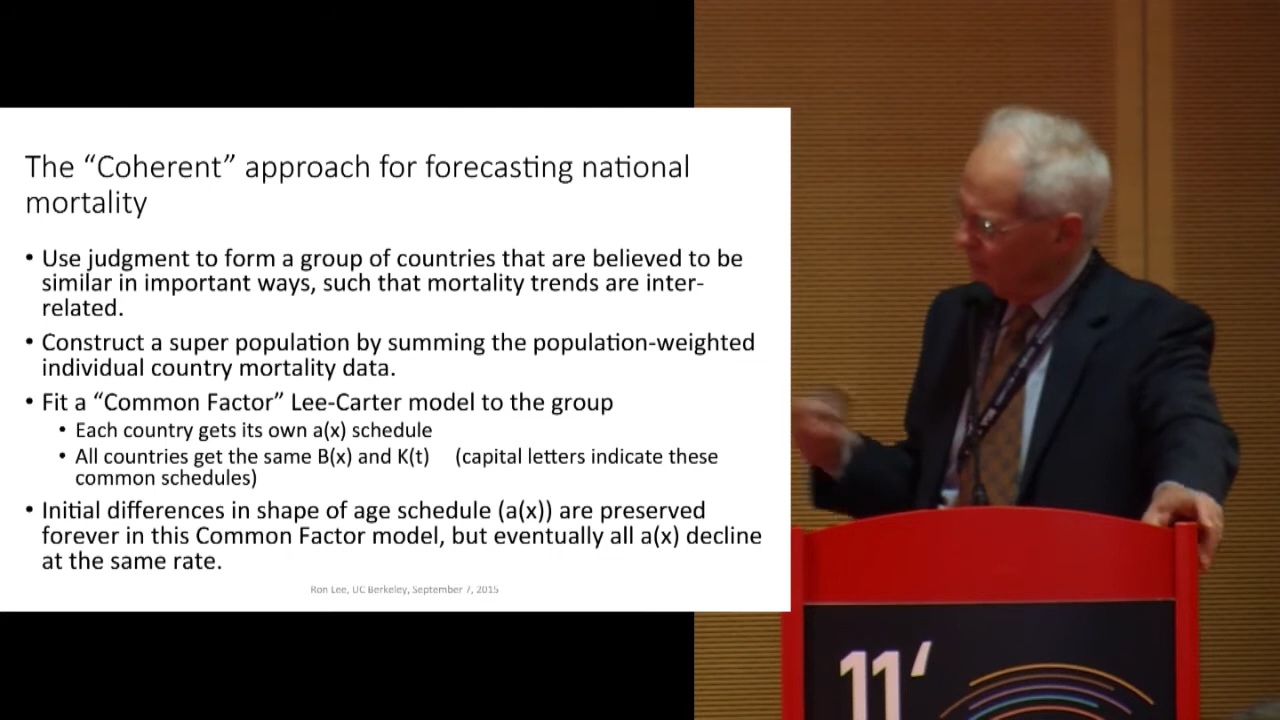 The “Coherent” approach for forecasting national
mortality
• Use judgment to form a group of countries that are believed to be
similar in important ways, such that mortality trends are inter-
related.
• Construct a super population by summing the population-weighted
individual country mortality data.
• Fit a “Common Factor” Lee-Carter model to the group
• Each country gets its own a(x) schedule
• All countries get the same B(x) and K(t) (capital letters indicate these
common schedules)
• Initial differences in shape of age schedule (a(x)) are preserved
forever in this Common Factor model, but eventually all a(x) decline
at the same rate.
Ron Lee, UC Berkeley, September 7, 2015
11‘